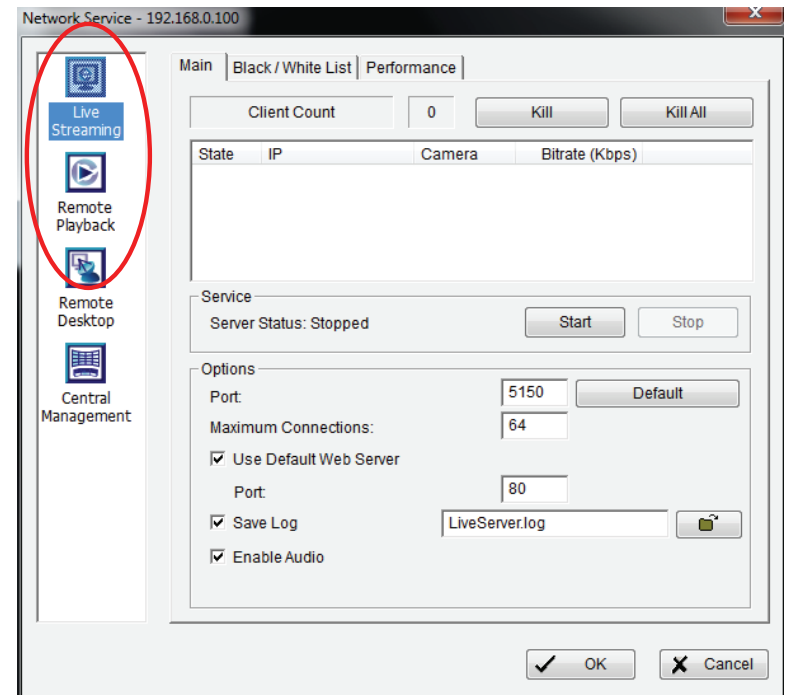 Network Service - 192.168.0.100
Live
Streaming
Remote
Playback
Remote
Desktop
Central
Management
Main Black / White List Performance
Client Count 0 Kill Kill All
State IP Camera Bitrate (Kbps)
Service
Server Status: Stopped Start Stop
Options
Port: 5150 Default
Maximum Connections: 64
Use Default Web Server
Port: 80
Save Log LiveServer.log
Enable Audio
OK Cancel